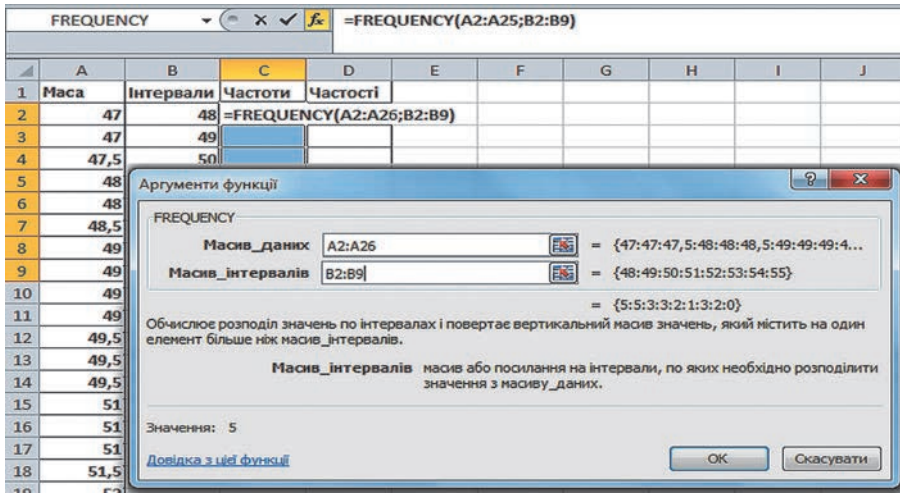 FREQUENCY fx =FREQUENCY(A2:A25;B2:B9)
A B C D E F G H I J
1 Маса Інтервали Частоти Частості
2 47 48 =FREQUENCY(A2:A26;B2:B9)
3 47 49
4 47,5 50
5 48
6 48
7 48,5
8 49
9 49
10 49
11 49
12 49,5
13 49,5
14 49,5
15 51
16 51
17 51
18 51,5
19 52
Аргументи функції
FREQUENCY
Масив_даних A2:A26 = {47:47:47,5:48:48:48,5:49:49:49:4...
Масив_інтервалів B2:B9 = {48:49:50:51:52:53:54:55}
= {5:5:3:3:2:1:3:2:0}
Обчислює розподіл значень по інтервалах і повертає вертикальний масив значень, який містить на один
елемент більше ніж масив_інтервалів.
Масив_інтервалів масив або посилання на інтервали, по яких необхідно розподілити
значення з масиву_даних.
Значення: 5
Довідка з цієї функції
OK
Скасувати